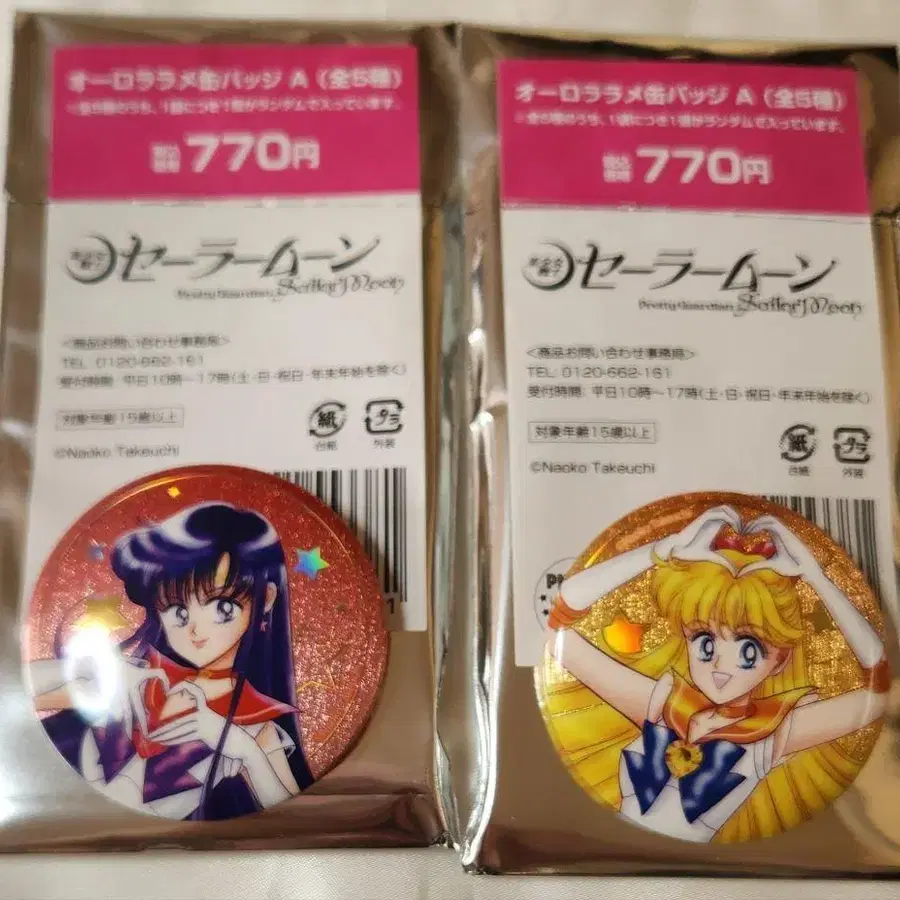 オーロララメ缶バッジ A（全5種）
※全5種のうち、1袋につき1種がランダムで入っています。
税込価格 770円
美少女戦士 セーラームーン
Pretty Guardian Sailor Moon
<商品お問い合わせ事務局>
TEL 0120-662-161
受付時間：平日10時～17時(土・日・祝日・年末年始を除く)
対象年齢15歳以上
紙 プラ
台紙 外装
©Naoko Takeuchi
1
オーロララメ缶バッジ A（全5種）
※全5種のうち、1袋につき1種がランダムで入っています。
税込価格 770円
美少女戦士 セーラームーン
Pretty Guardian Sailor Moon
<商品お問い合わせ事務局>
TEL 0120-662-161
受付時間：平日10時～17時(土・日・祝日・年末年始を除く)
対象年齢15歳以上
紙 プラ
台紙 外装
©Naoko Takeuchi